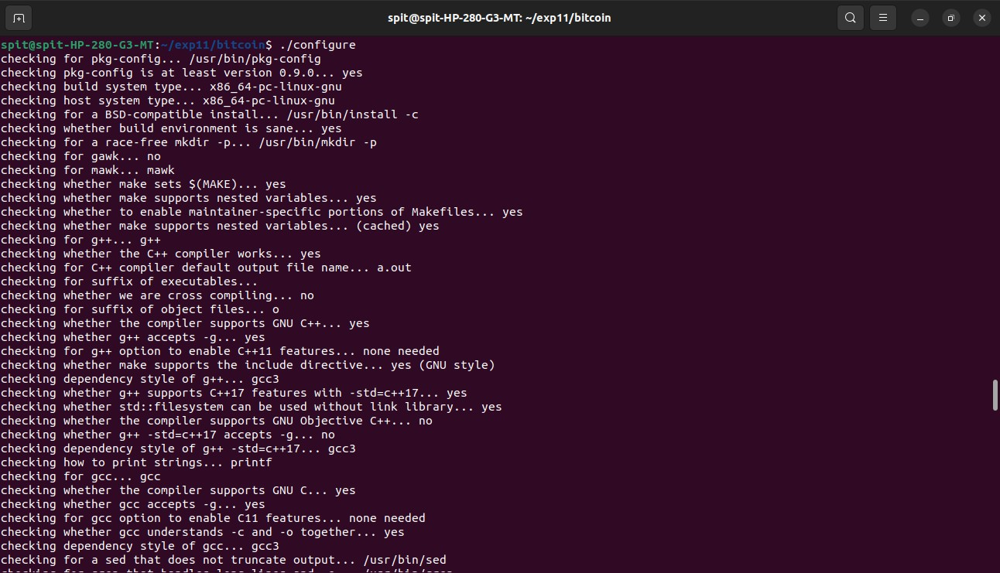 spit@spit-HP-280-G3-MT: ~/exp11/bitcoin
spit@spit-HP-280-G3-MT:~/exp11/bitcoin$ ./configure
checking for pkg-config... /usr/bin/pkg-config
checking pkg-config is at least version 0.9.0... yes
checking build system type... x86_64-pc-linux-gnu
checking host system type... x86_64-pc-linux-gnu
checking for a BSD-compatible install... /usr/bin/install -c
checking whether build environment is sane... yes
checking for a race-free mkdir -p... /usr/bin/mkdir -p
checking for gawk... no
checking for mawk... mawk
checking whether make sets $(MAKE)... yes
checking whether make supports nested variables... yes
checking whether to enable maintainer-specific portions of Makefiles... yes
checking whether make supports nested variables... (cached) yes
checking for g++... g++
checking whether the C++ compiler works... yes
checking for C++ compiler default output file name... a.out
checking for suffix of executables...
checking whether we are cross compiling... no
checking for suffix of object files... o
checking whether the compiler supports GNU C++... yes
checking whether g++ accepts -g... yes
checking for g++ option to enable C++11 features... none needed
checking whether make supports the include directive... yes (GNU style)
checking dependency style of g++... gcc3
checking whether g++ supports C++17 features with -std=c++17... yes
checking whether std::filesystem can be used without link library... yes
checking whether the compiler supports GNU Objective C++... no
checking whether g++ -std=c++17 accepts -g... no
checking dependency style of g++ -std=c++17... gcc3
checking how to print strings... printf
checking for gcc... gcc
checking whether the compiler supports GNU C... yes
checking whether gcc accepts -g... yes
checking for gcc option to enable C11 features... none needed
checking whether gcc understands -c and -o together... yes
checking dependency style of gcc... gcc3
checking for a sed that does not truncate output... /usr/bin/sed